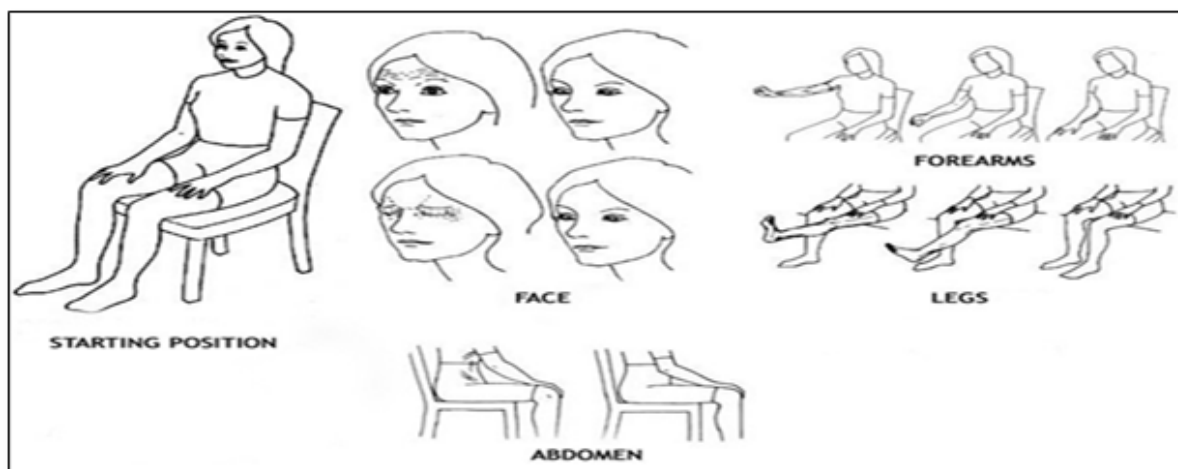 STARTING POSITION
FACE
FOREARMS
LEGS
ABDOMEN